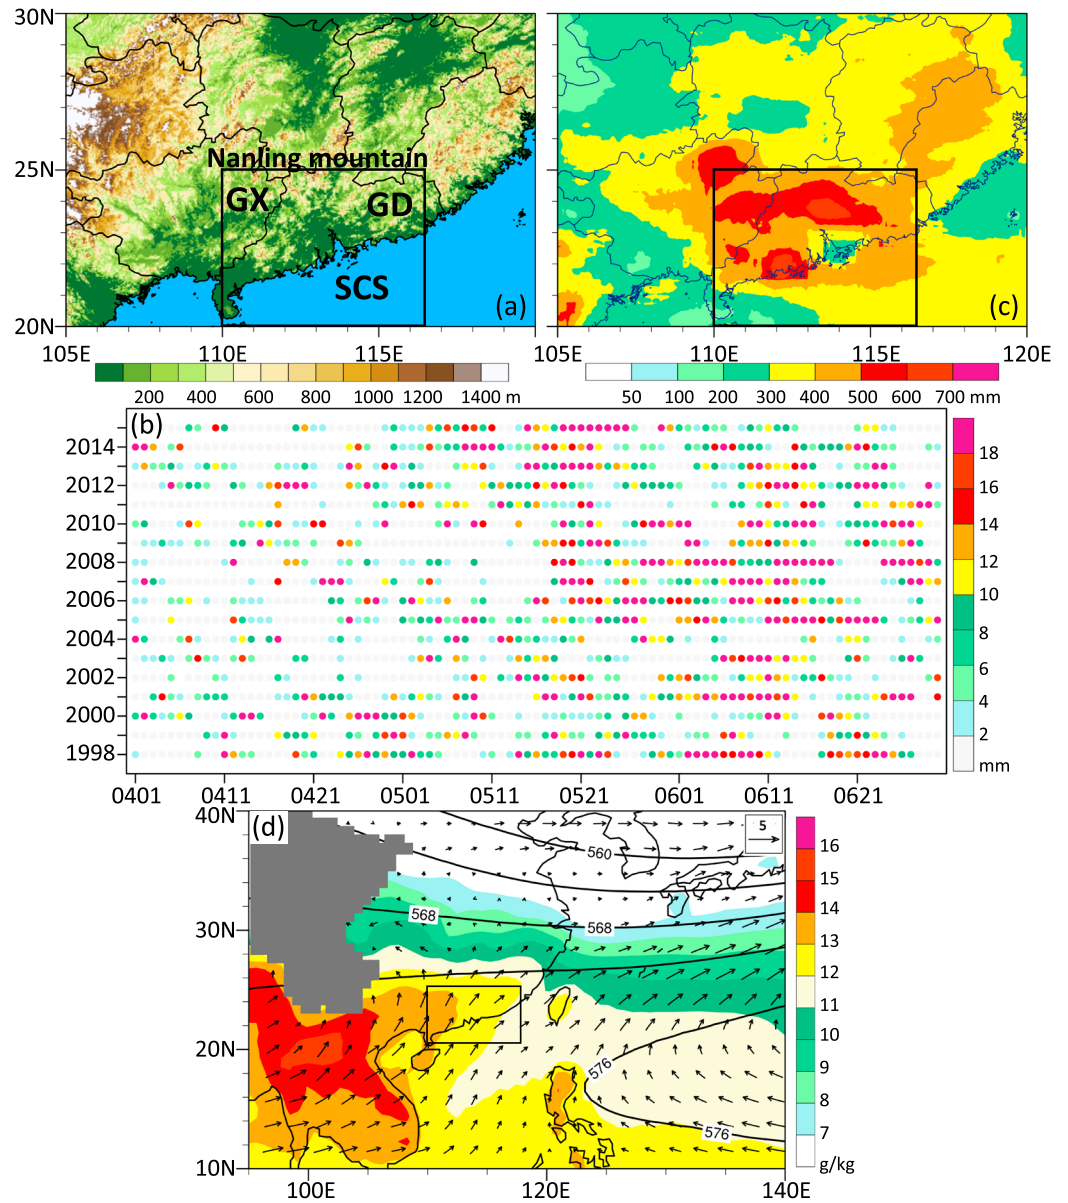 30N
25N
20N
Nanling mountain
GX
GD
SCS
(a)
105E 110E 115E
200 400 600 800 1000 1200 1400 m
(c)
105E 110E 115E 120E
50 100 200 300 400 500 600 700 mm
(b)
2014
2012
2010
2008
2006
2004
2002
2000
1998
0401 0411 0421 0501 0511 0521 0601 0611 0621
18
16
14
12
10
8
6
4
2
mm
(d)
40N
30N
20N
10N
5
560
568
568
576
576
100E 120E 140E
16
15
14
13
12
11
10
9
8
7
g/kg